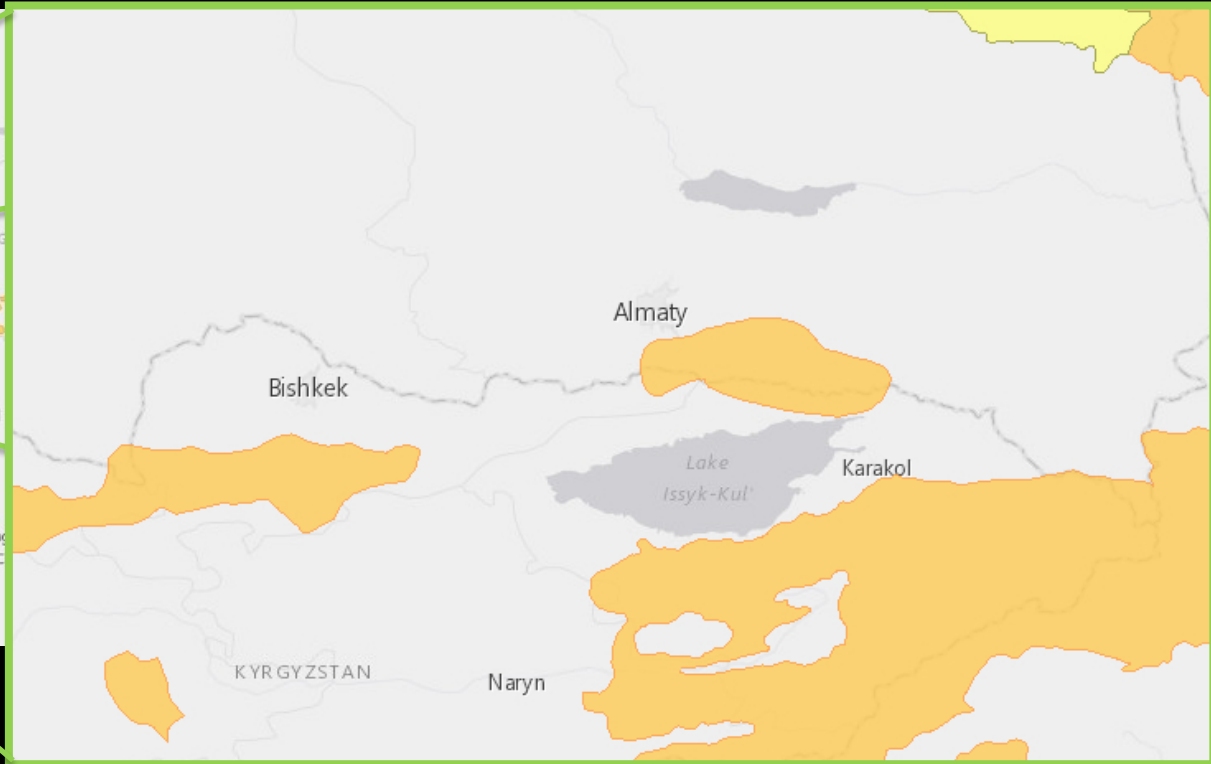 Almaty
Bishkek
Lake
Issyk-Kul'
Karakol
KYRGYZSTAN
Naryn